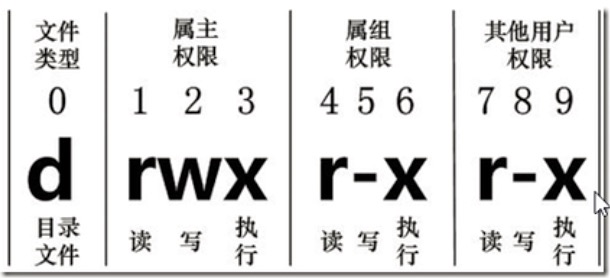 文件 属主 属组 其他用户
类型 权限 权限 权限
0 1 2 3 4 5 6 7 8 9
d rwx r-x r-x
目录 读 写 执 读 写 执 读 写 执
文件 行 行 行